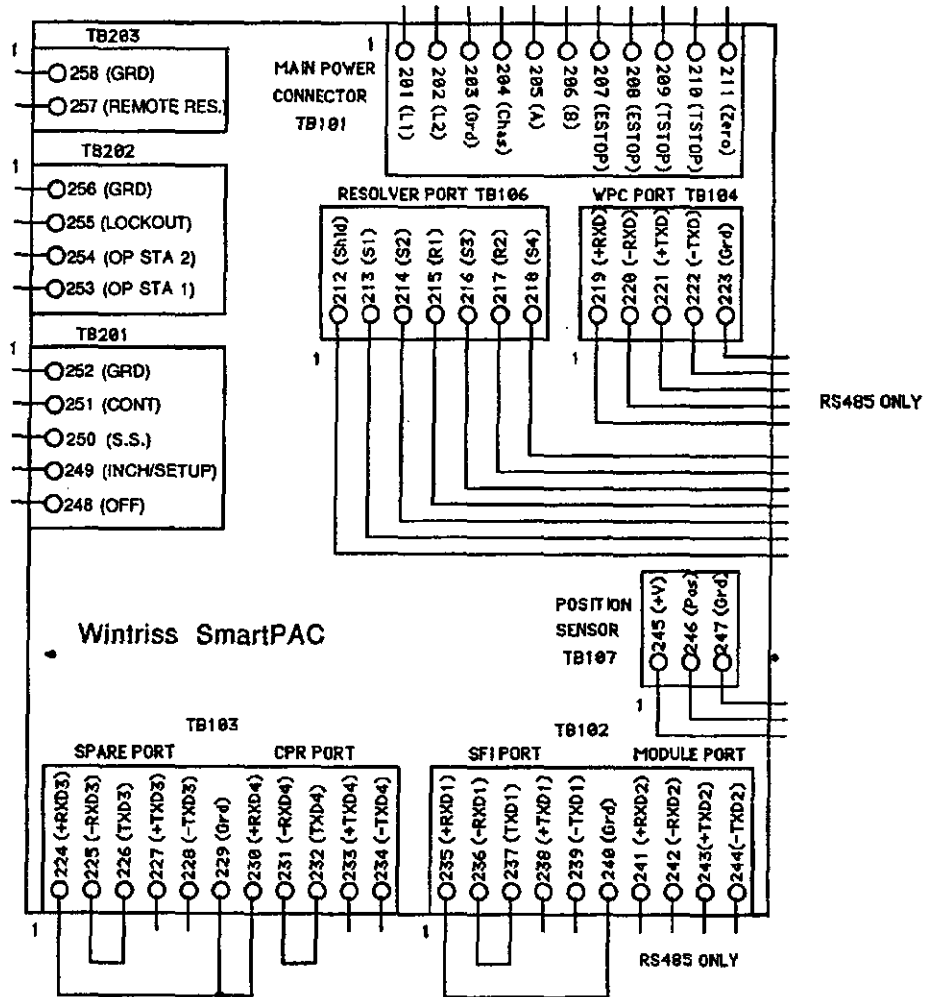 TB203
1
258 (GRD)
257 (REMOTE RES.)
TB202
1
256 (GRD)
255 (LOCKOUT)
254 (OP STA 2)
253 (OP STA 1)
TB201
1
252 (GRD)
251 (CONT)
250 (S.S.)
249 (INCH/SETUP)
248 (OFF)
MAIN POWER
CONNECTOR
TB101
1
201 (L1)
202 (L2)
203 (Grd)
204 (Chas)
205 (A)
206 (B)
207 (ESTOP)
208 (ESTOP)
209 (TSTOP)
210 (TSTOP)
211 (Zero)
RESOLVER PORT TB106
212 (Shld)
213 (S1)
214 (S2)
215 (R1)
216 (S3)
217 (R2)
218 (S4)
1
WPC PORT TB104
219 (+RXD)
220 (-RXD)
221 (+TXD)
222 (-TXD)
223 (Grd)
1
RS485 ONLY
POSITION
SENSOR
TB107
245 (+V)
246 (Pos)
247 (Grd)
1
Wintriss SmartPAC
TB103
SPARE PORT CPR PORT
224 (+RXD3)
225 (-RXD3)
226 (TXD3)
227 (+TXD3)
228 (-TXD3)
229 (Grd)
230 (+RXD4)
231 (-RXD4)
232 (TXD4)
233 (+TXD4)
234 (-TXD4)
1
TB102
SFI PORT MODULE PORT
235 (+RXD1)
236 (-RXD1)
237 (TXD1)
238 (+TXD1)
239 (-TXD1)
240 (Grd)
241 (+RXD2)
242 (-RXD2)
243(+TXD2)
244(-TXD2)
1
RS485 ONLY